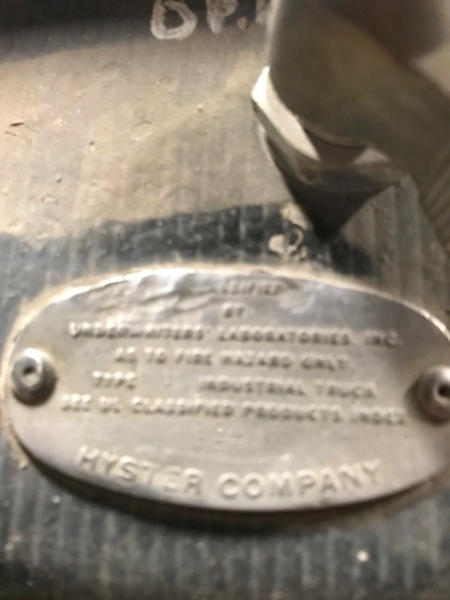 CLASSIFIED
BY
UNDERWRITERS' LABORATORIES, INC.
AS TO FIRE HAZARD ONLY
TYPE INDUSTRIAL TRUCK
SEE UL CLASSIFIED PRODUCTS INDEX
HYSTER COMPANY